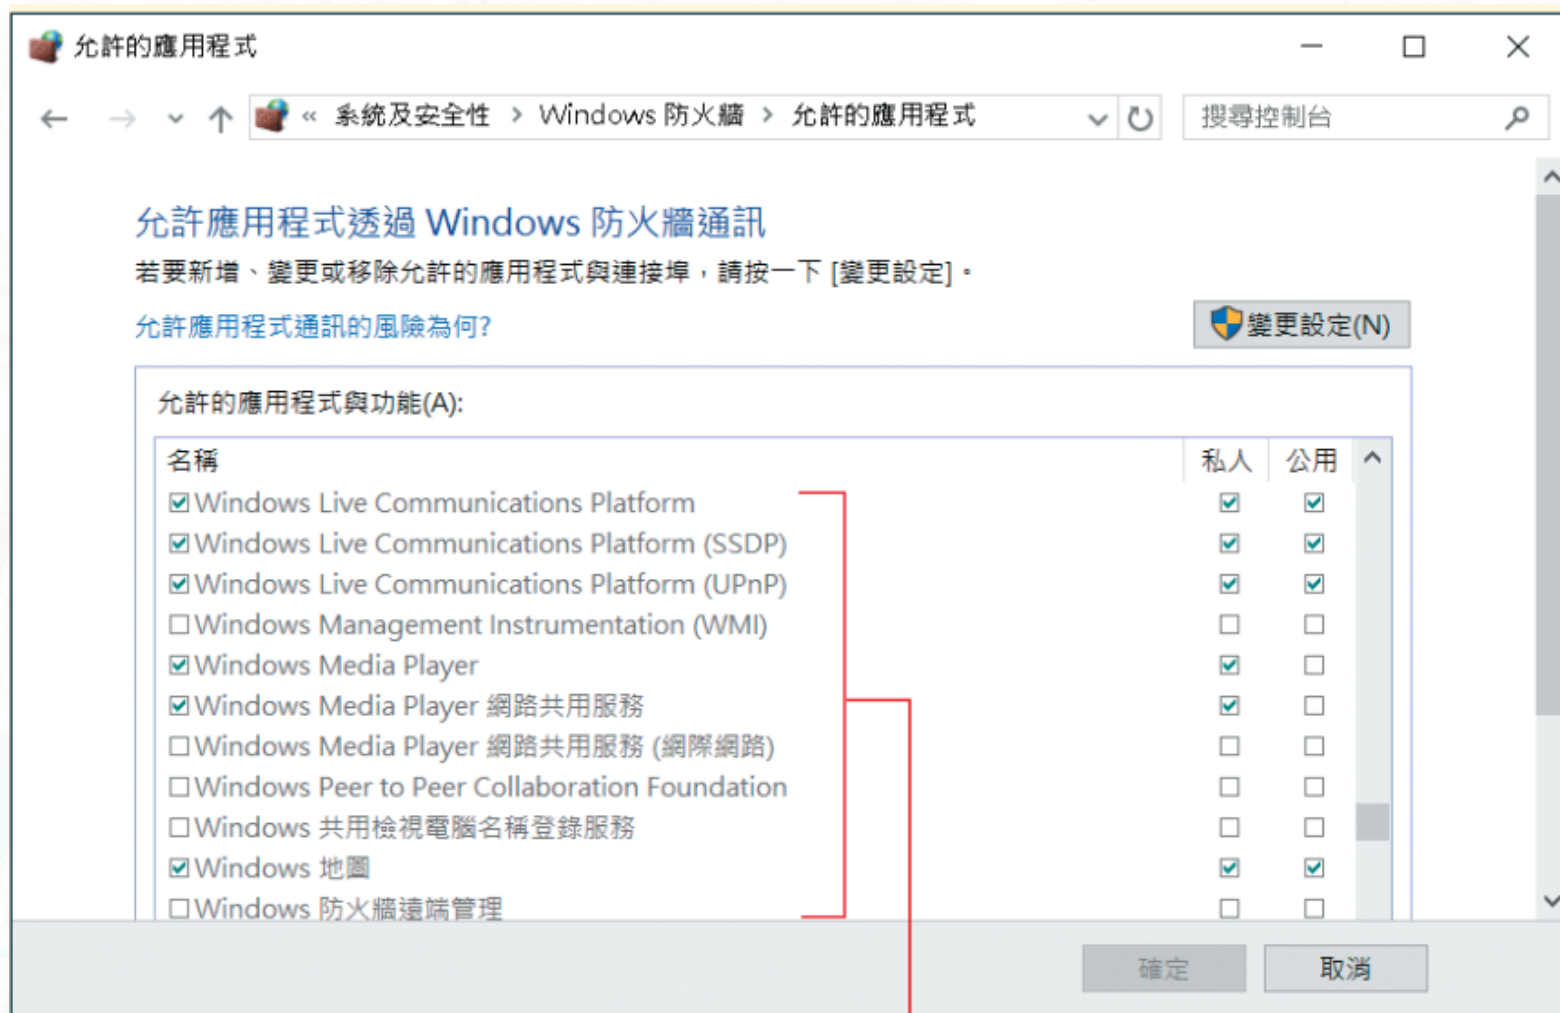 允許的應用程式
« 系統及安全性 > Windows 防火牆 > 允許的應用程式
搜尋控制台
允許應用程式透過 Windows 防火牆通訊
若要新增、變更或移除允許的應用程式與連接埠，請按一下 [變更設定]。
允許應用程式通訊的風險為何?
變更設定(N)
允許的應用程式與功能(A):
名稱 私人 公用
Windows Live Communications Platform
Windows Live Communications Platform (SSDP)
Windows Live Communications Platform (UPnP)
Windows Management Instrumentation (WMI)
Windows Media Player
Windows Media Player 網路共用服務
Windows Media Player 網路共用服務 (網際網路)
Windows Peer to Peer Collaboration Foundation
Windows 共用檢視電腦名稱登錄服務
Windows 地圖
Windows 防火牆遠端管理
確定 取消